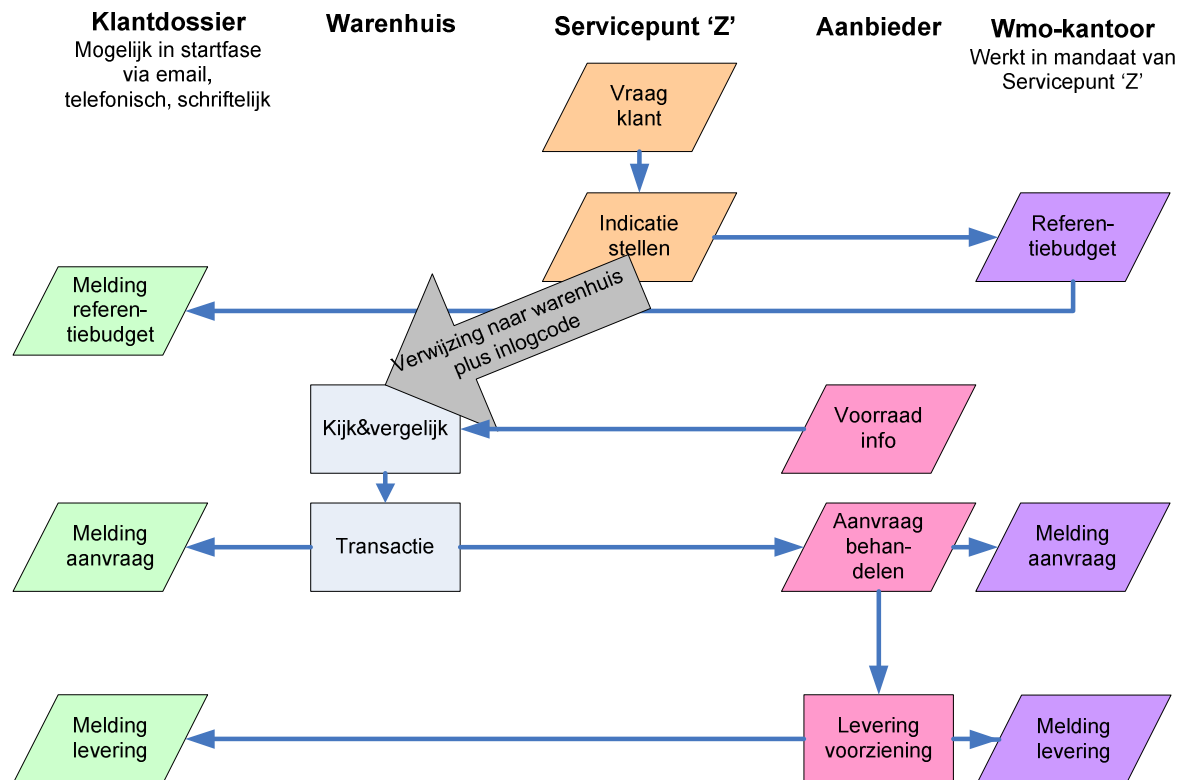 Klantdossier
Mogelijk in startfase
via email,
telefonisch, schriftelijk
Warenhuis
Servicepunt ‘Z’
Aanbieder
Wmo-kantoor
Werkt in mandaat van
Servicepunt ‘Z’
Vraag
klant
Indicatie
stellen
Referen-
tiebudget
Melding
referen-
tiebudget
Verwijzing naar warenhuis
plus inlogcode
Kijk&vergelijk
Voorraad
info
Melding
aanvraag
Transactie
Aanvraag
behan-
delen
Melding
aanvraag
Melding
levering
Levering
voorziening
Melding
levering